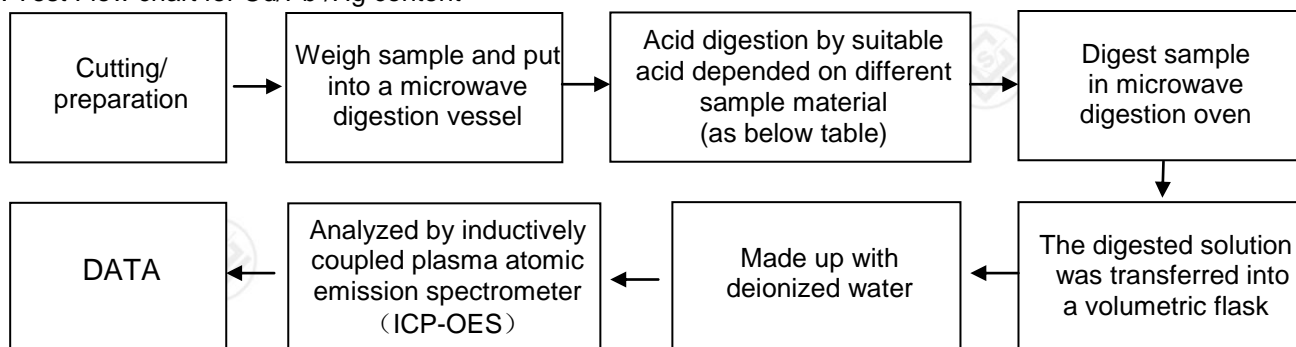 Test Flow chart for Cd/Pb /Hg content
Cutting/
preparation
Weigh sample and put
into a microwave
digestion vessel
Acid digestion by suitable
acid depended on different
sample material
(as below table)
Digest sample
in microwave
digestion oven
The digested solution
was transferred into
a volumetric flask
Made up with
deionized water
Analyzed by inductively
coupled plasma atomic
emission spectrometer
（ICP-OES）
DATA